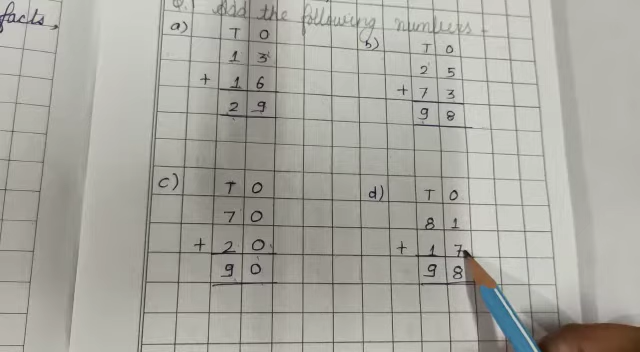 facts,
Q.1 Add the following numbers.
a)
T O
1 3
+ 1 6
2 9
b)
T O
2 5
+ 7 3
9 8
c)
T O
7 0
+ 2 0
9 0
d)
T O
8 1
+ 1 7
9 8